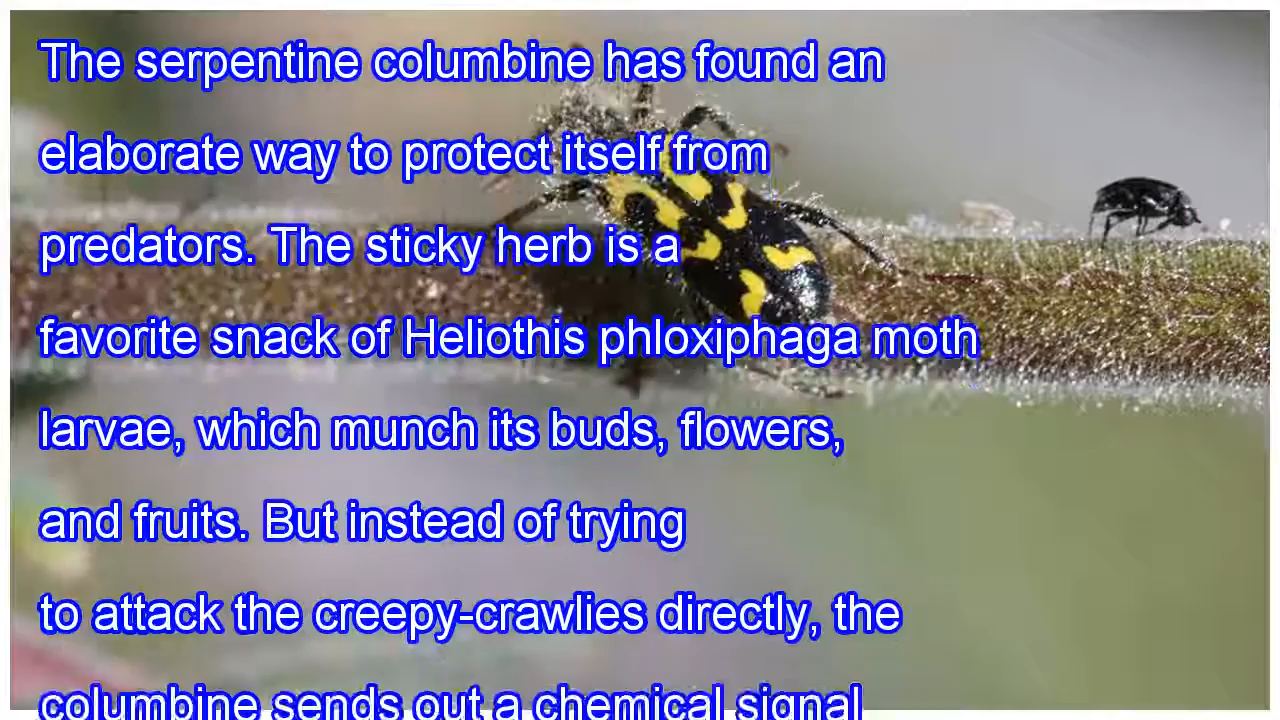 The serpentine columbine has found an
elaborate way to protect itself from
predators. The sticky herb is a
favorite snack of Heliothis phloxiphaga moth
larvae, which munch its buds, flowers,
and fruits. But instead of trying
to attack the creepy-crawlies directly, the
columbine sends out a chemical signal